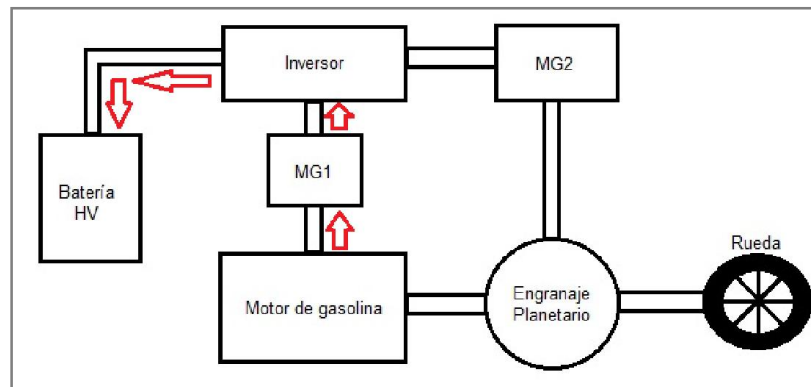 Inversor
MG2
MG1
Batería
HV
Rueda
Motor de gasolina
Engranaje
Planetario